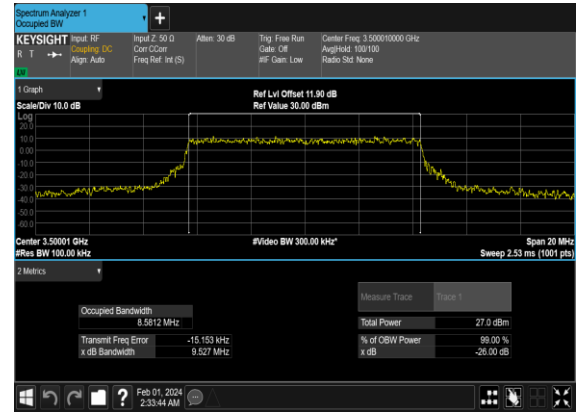 Spectrum Analyzer 1
Occupied BW
KEYSIGHT Input: RF Input Z: 50 Ω Atten: 30 dB Trig: Free Run Center Freq: 3.500010000 GHz
R T Coupling: DC Corr CCorr Gate: Off Avg|Hold: 100/100
Align: Auto Freq Ref: Int (S) #IF Gain: Low Radio Std: None
1 Graph
Ref Lvl Offset 11.90 dB
Scale/Div 10.0 dB Ref Value 30.00 dBm
Log
20.0
10.0
0.00
-10.0
-20.0
-30.0
-40.0
-50.0
-60.0
Center 3.50001 GHz #Video BW 300.00 kHz* Span 20 MHz
#Res BW 100.00 kHz Sweep 2.53 ms (1001 pts)
2 Metrics
Measure Trace Trace 1
Occupied Bandwidth
8.5812 MHz Total Power 27.0 dBm
Transmit Freq Error -15.153 kHz % of OBW Power 99.00 %
x dB Bandwidth 9.527 MHz x dB -26.00 dB
? Feb 01, 2024
2:33:44 AM